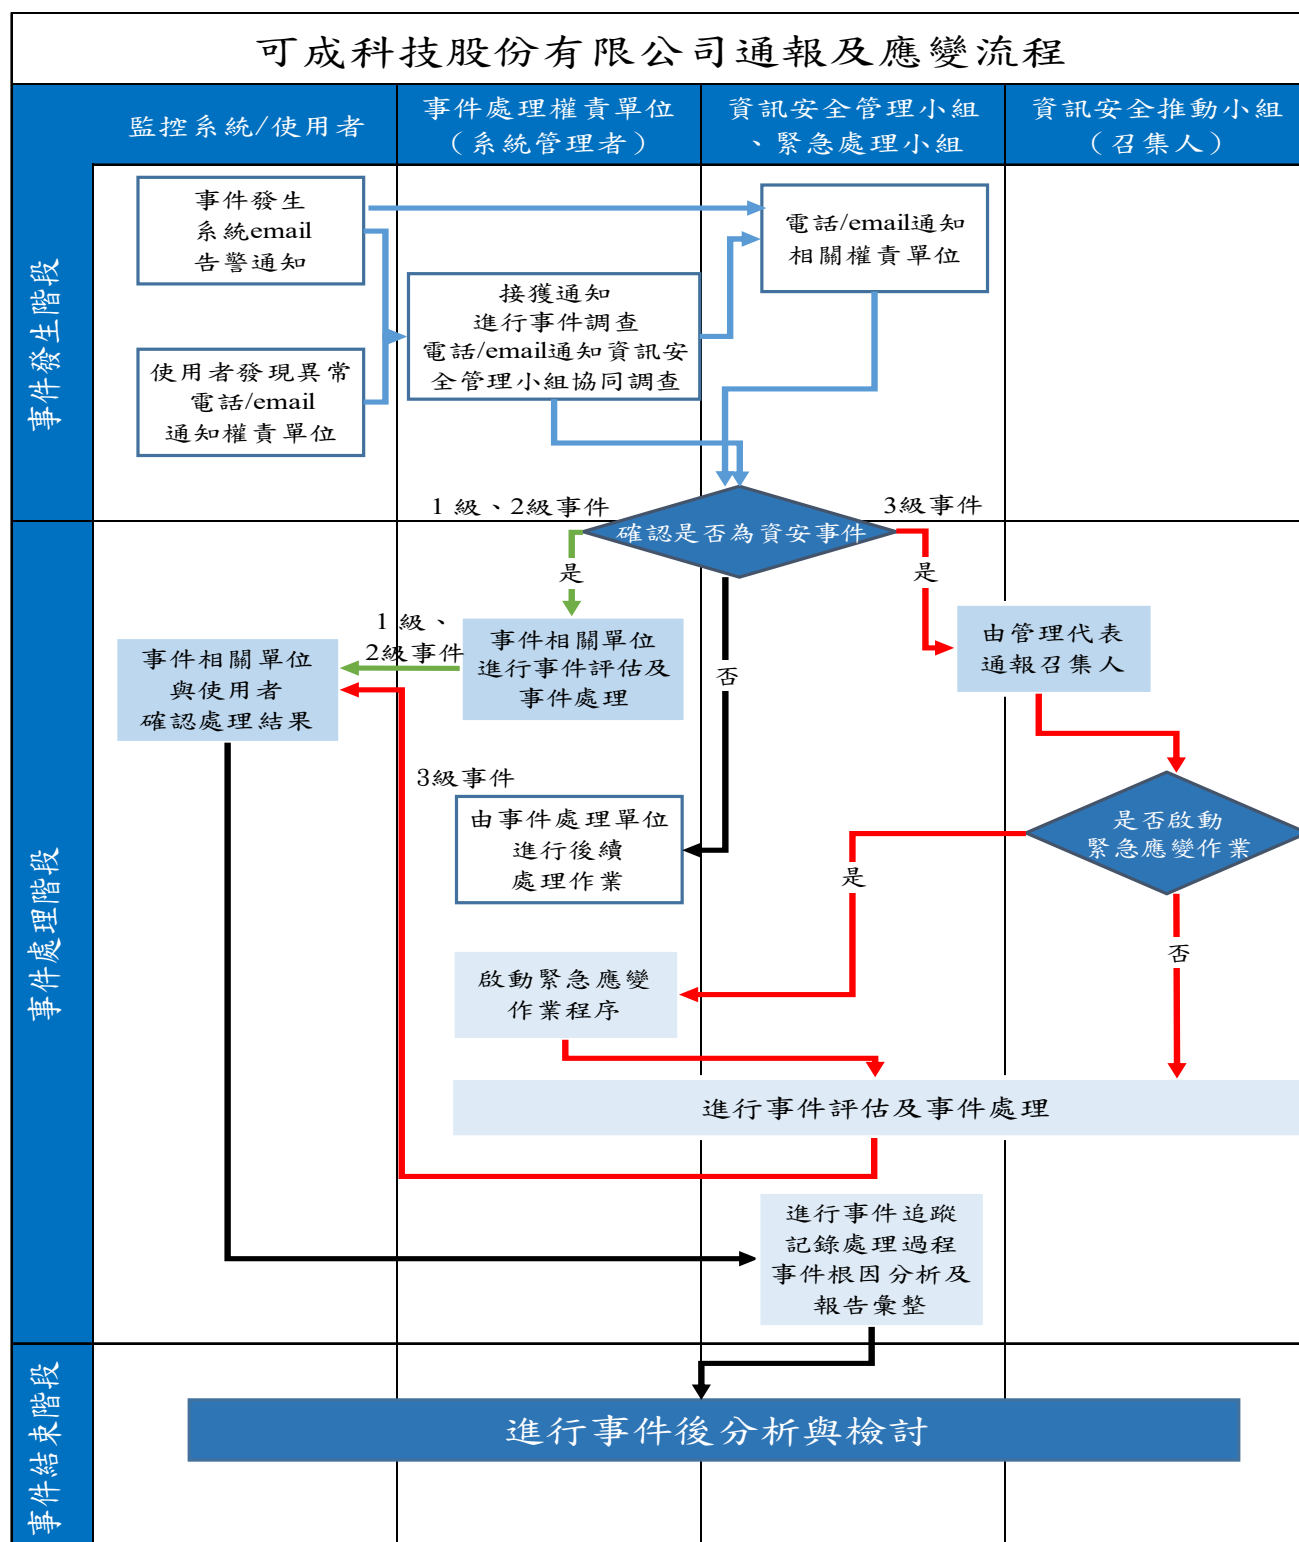 可成科技股份有限公司通報及應變流程
監控系統/使用者
事件處理權責單位
（系統管理者）
資訊安全管理小組
、緊急處理小組
資訊安全推動小組
（召集人）
事件發生階段
事件發生
系統email
告警通知
使用者發現異常
電話/email
通知權責單位
接獲通知
進行事件調查
電話/email通知資訊安
全管理小組協同調查
電話/email通知
相關權責單位
1 級、2級事件
3級事件
確認是否為資安事件
事件處理階段
是
是
否
1 級、
2級事件
事件相關單位
與使用者
確認處理結果
事件相關單位
進行事件評估及
事件處理
由管理代表
通報召集人
3級事件
由事件處理單位
進行後續
處理作業
是否啟動
緊急應變作業
是
否
啟動緊急應變
作業程序
進行事件評估及事件處理
進行事件追蹤
記錄處理過程
事件根因分析及
報告彙整
事件結束階段
進行事件後分析與檢討